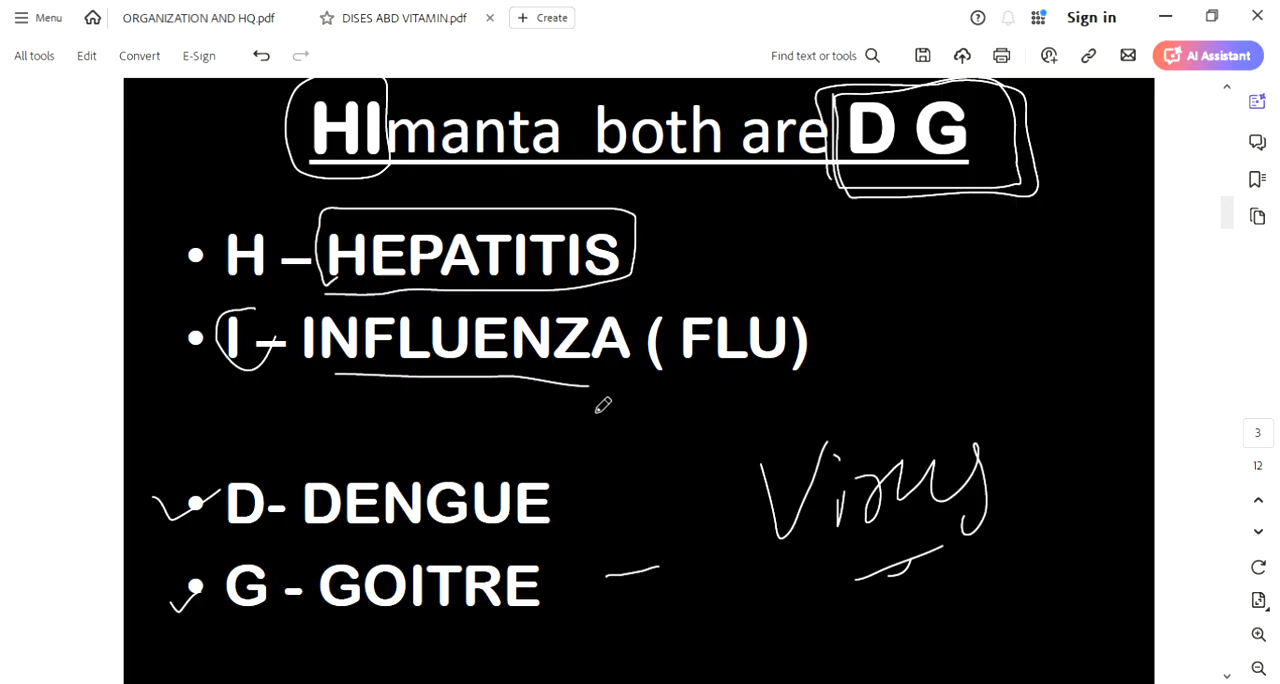 Menu ORGANIZATION AND HQ.pdf DISES ABD VITAMIN.pdf Create Sign in
All tools Edit Convert E-Sign Find text or tools AI Assistant
HImanta both are D G
• H – HEPATITIS
• I – INFLUENZA ( FLU)
3
Virus
12
• D- DENGUE
• G - GOITRE